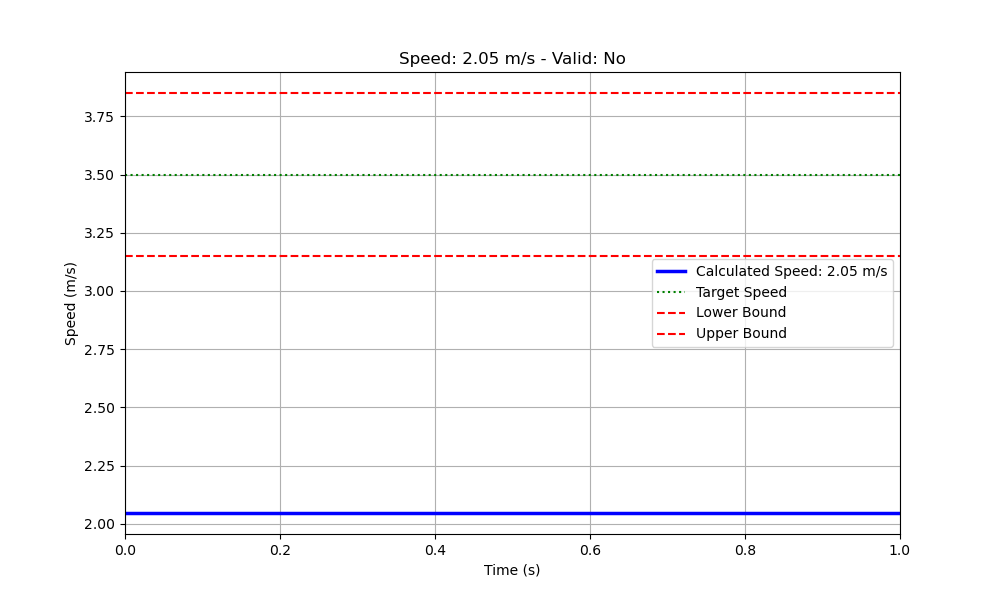 Speed: 2.05 m/s - Valid: No
Speed (m/s)
3.75
3.50
3.25
3.00
2.75
2.50
2.25
2.00
Calculated Speed: 2.05 m/s
Target Speed
Lower Bound
Upper Bound
0.0 0.2 0.4 0.6 0.8 1.0
Time (s)